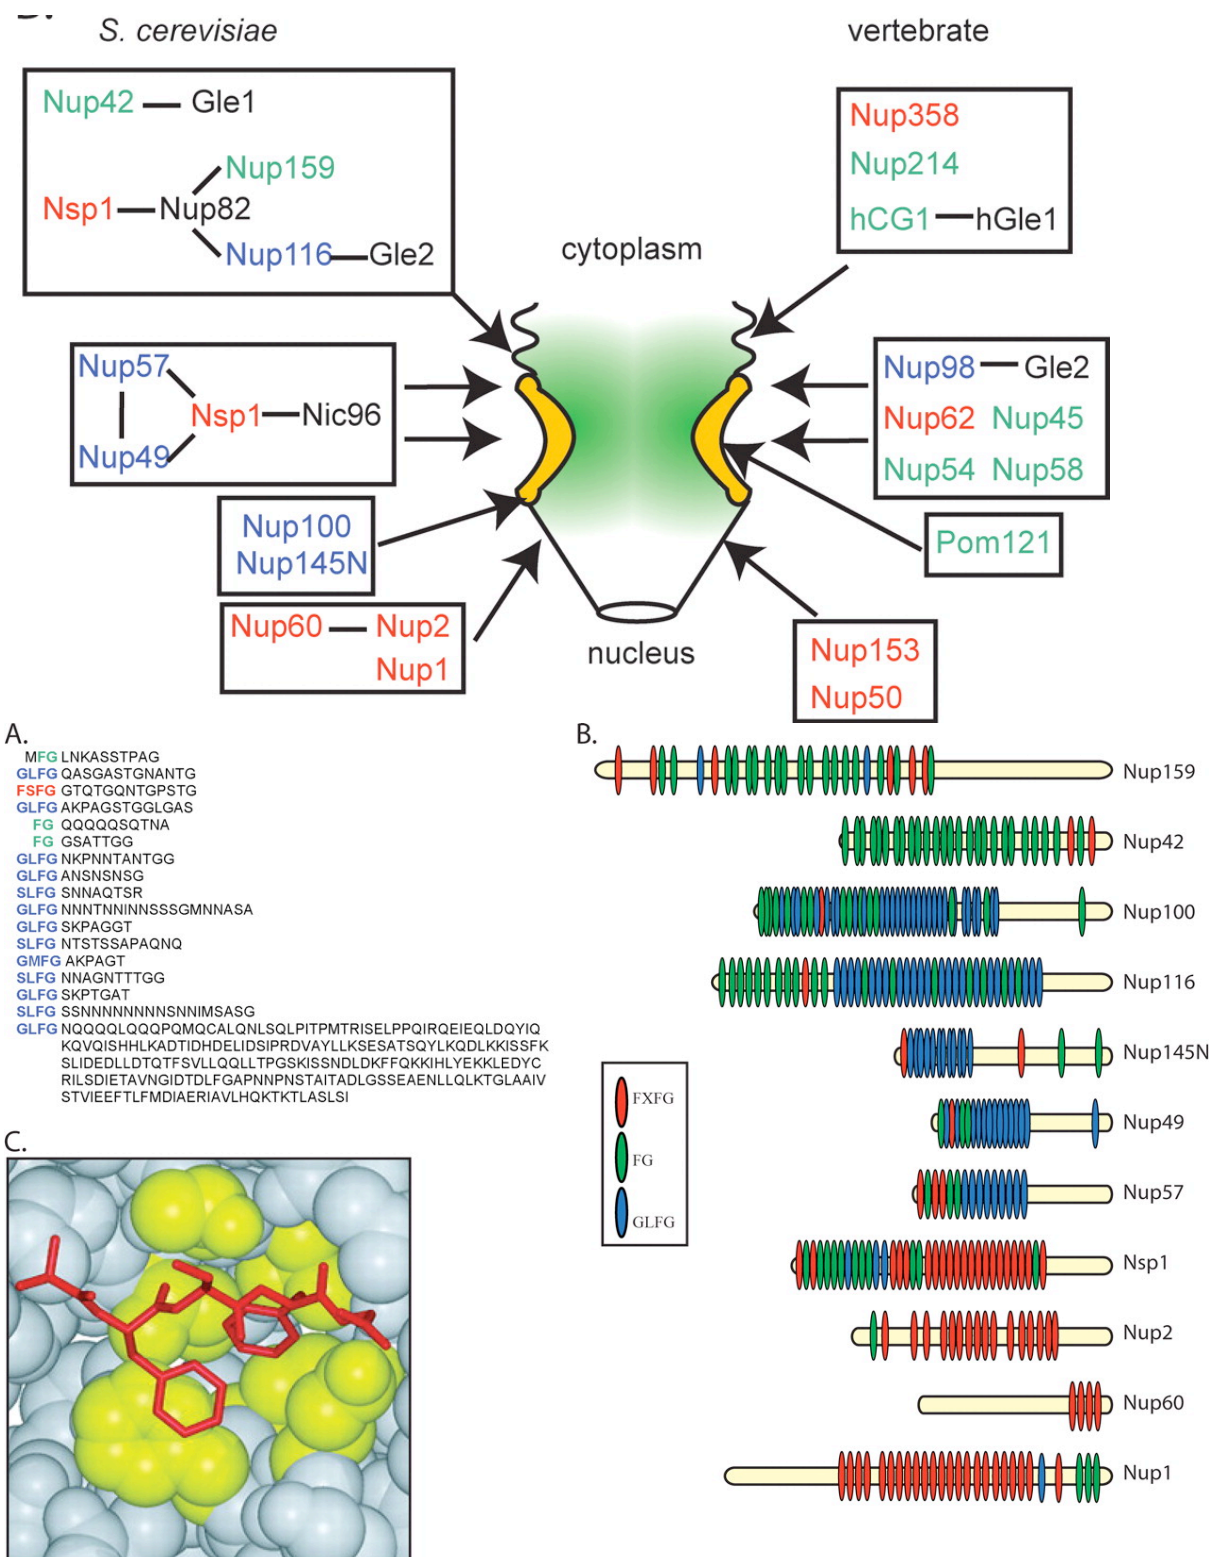 S. cerevisiae
vertebrate
Nup42 — Gle1
Nup159
Nsp1—Nup82
Nup116—Gle2
Nup358
Nup214
hCG1—hGle1
cytoplasm
Nup57
Nsp1—Nic96
Nup49
Nup98—Gle2
Nup62 Nup45
Nup54 Nup58
Nup100
Nup145N
Pom121
Nup60—Nup2
Nup1
nucleus
Nup153
Nup50
A.
MFG LNKASSTPAG
GLFG QASGASTGNANTG
FSFG GTQTGQNTGPSTG
GLFG AKPAGSTGGLGAS
FG QQQQQSQTNA
FG GSATTGG
GLFG NKPNNTANTGG
GLFG ANSNSNSG
SLFG SNNAQTSR
GLFG NNNTNNINNSSSGMNNASA
GLFG SKPAGGT
SLFG NTSTSSAPAQNQ
GMFG AKPAGT
SLFG NNAGNTTTGG
GLFG SKPTGAT
SLFG SSNNNNNNNNSNNIMSASG
GLFG NQQQQLQQQPQMQCALQNLSQLPITPMTRISELPPQIRQEIEQLDQYIQ
KQVQISHHLKADTIDHDELIDSIPRDVAYLLKSESATSQYLKQDLKKISSFK
SLIDEDLLDTQTFSVLLQQLLTPGSKISSNDLDKFFQKKIHLYEKKLEDYC
RILSDIETAVNGIDTDLFGAPNNPNSTAITADLGSSEAENLLQLKTGLAAIV
STVIEEFTLFMDIAERIAVLHQKTKTLASLSI
B.
Nup159
Nup42
Nup100
Nup116
Nup145N
Nup49
Nup57
Nsp1
Nup2
Nup60
Nup1
FXFG
FG
GLFG
C.